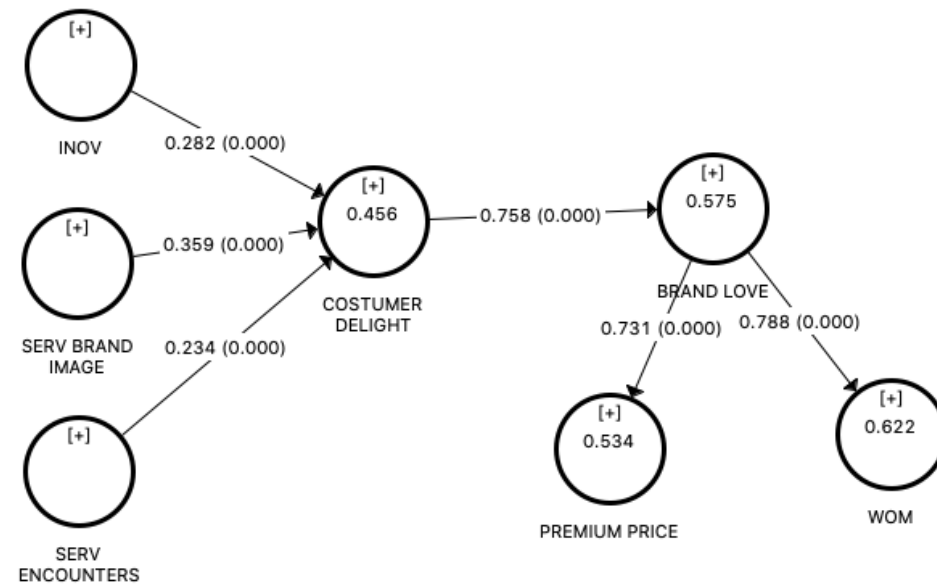 [+]
INOV
0.282 (0.000)
[+]
0.359 (0.000)
SERV BRAND
IMAGE
[+]
0.234 (0.000)
SERV
ENCOUNTERS
[+]
0.456
COSTUMER
DELIGHT
0.758 (0.000)
[+]
0.575
BRAND LOVE
0.731 (0.000)
0.788 (0.000)
[+]
0.534
PREMIUM PRICE
[+]
0.622
WOM